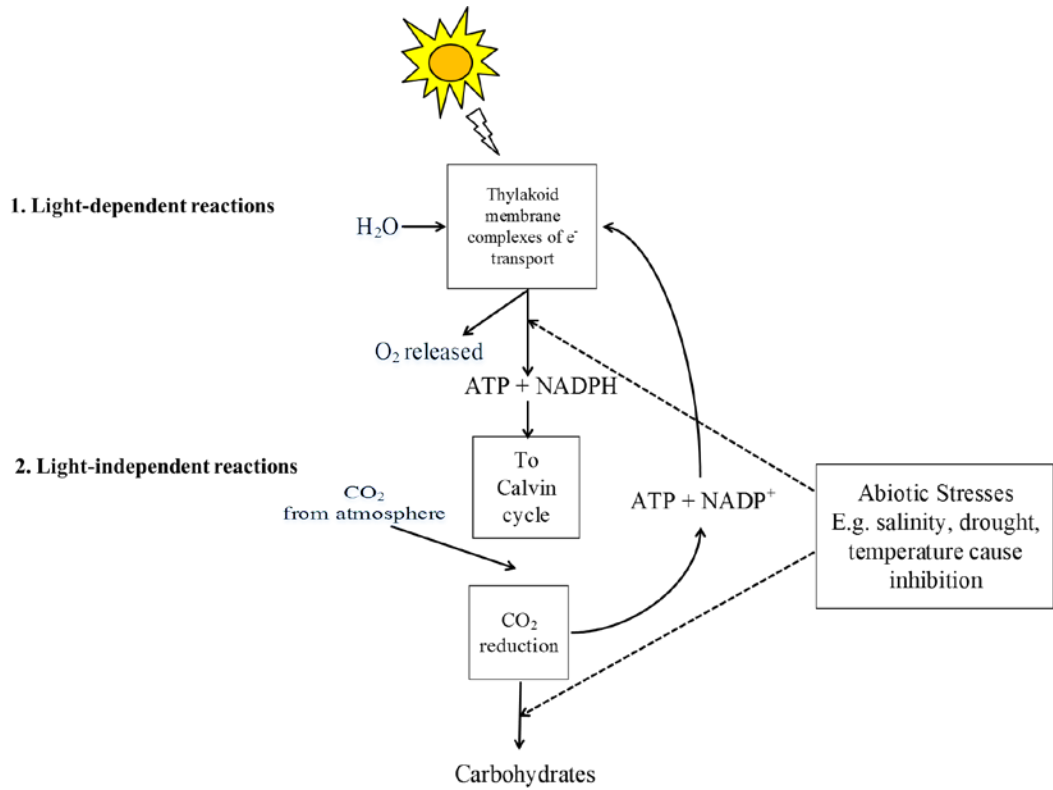 1. Light-dependent reactions
H₂O
Thylakoid
membrane
complexes of e⁻
transport
O₂ released
ATP + NADPH
2. Light-independent reactions
CO₂
from atmosphere
To
Calvin
cycle
ATP + NADP⁺
Abiotic Stresses
E.g. salinity, drought,
temperature cause
inhibition
CO₂
reduction
Carbohydrates